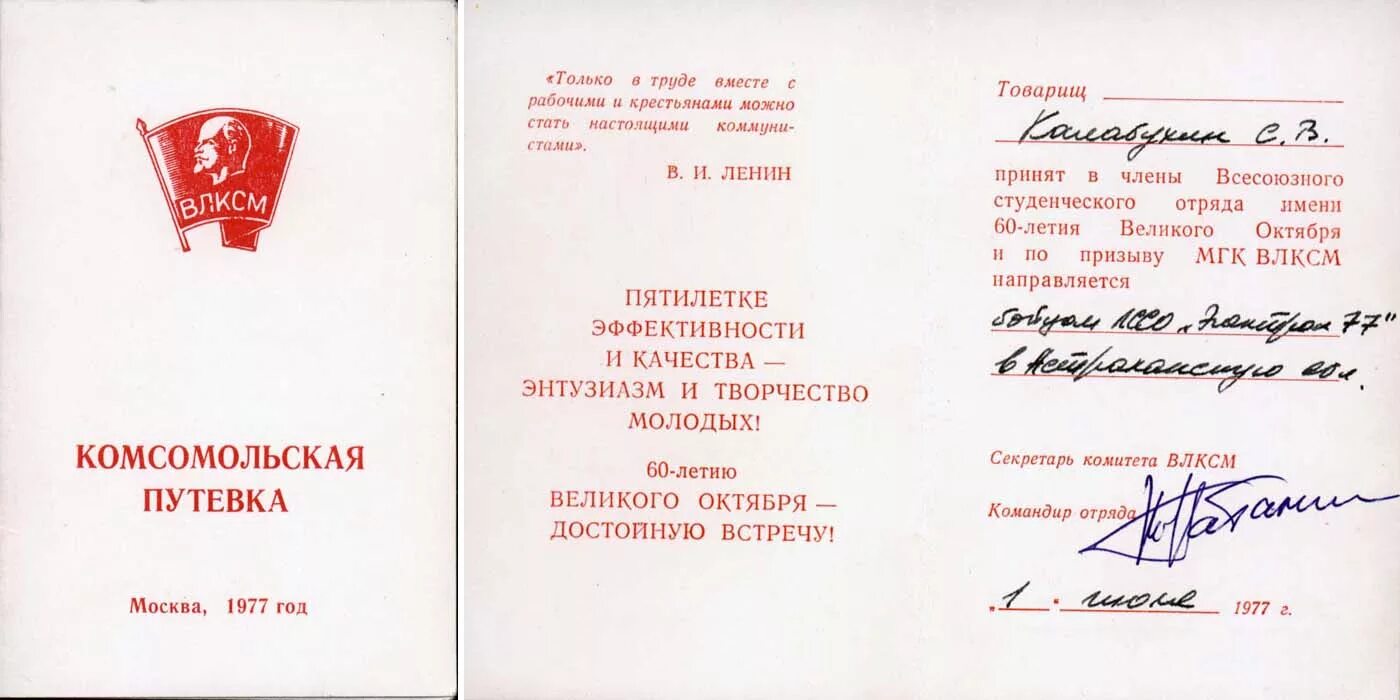 ВЛКСМ
КОМСОМОЛЬСКАЯ
ПУТЕВКА
Москва, 1977 год
«Только в труде вместе с
рабочими и крестьянами можно
стать настоящими коммуни-
стами».
В. И. ЛЕНИН
ПЯТИЛЕТКЕ
ЭФФЕКТИВНОСТИ
И КАЧЕСТВА —
ЭНТУЗИАЗМ И ТВОРЧЕСТВО
МОЛОДЫХ!
60-летию
ВЕЛИКОГО ОКТЯБРЯ —
ДОСТОЙНУЮ ВСТРЕЧУ!
Товарищ
Калабухин С. В.
принят в члены Всесоюзного
студенческого отряда имени
60-летия Великого Октября
и по призыву МГК ВЛКСМ
направляется
бойцом ССО „Электрон 77"
в Астраханскую обл.
Секретарь комитета ВЛКСМ
Командир отряда
„1" июня 1977 г.